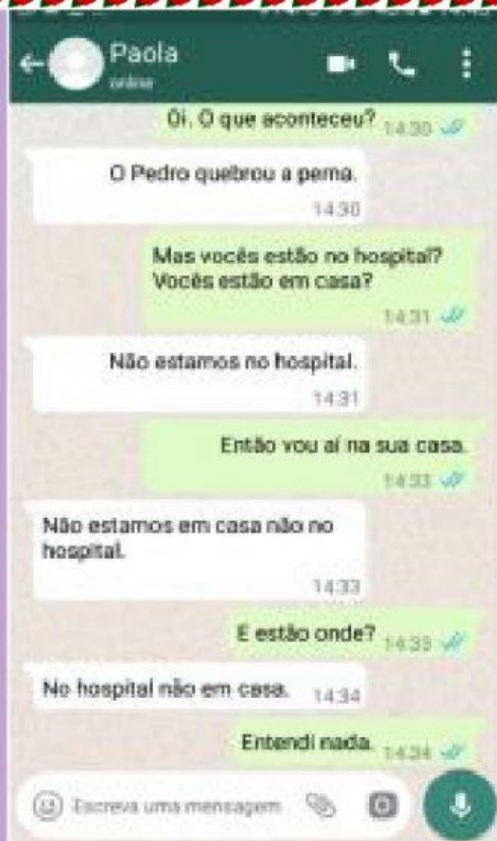 Paola
online
Oi. O que aconteceu? 14:30
O Pedro quebrou a perna.
14:30
Mas vocês estão no hospital?
Vocês estão em casa?
14:31
Não estamos no hospital.
14:31
Então vou aí na sua casa.
14:33
Não estamos em casa não no
hospital.
14:33
E estão onde? 14:33
No hospital não em casa. 14:34
Entendi nada. 14:34
Escreva uma mensagem